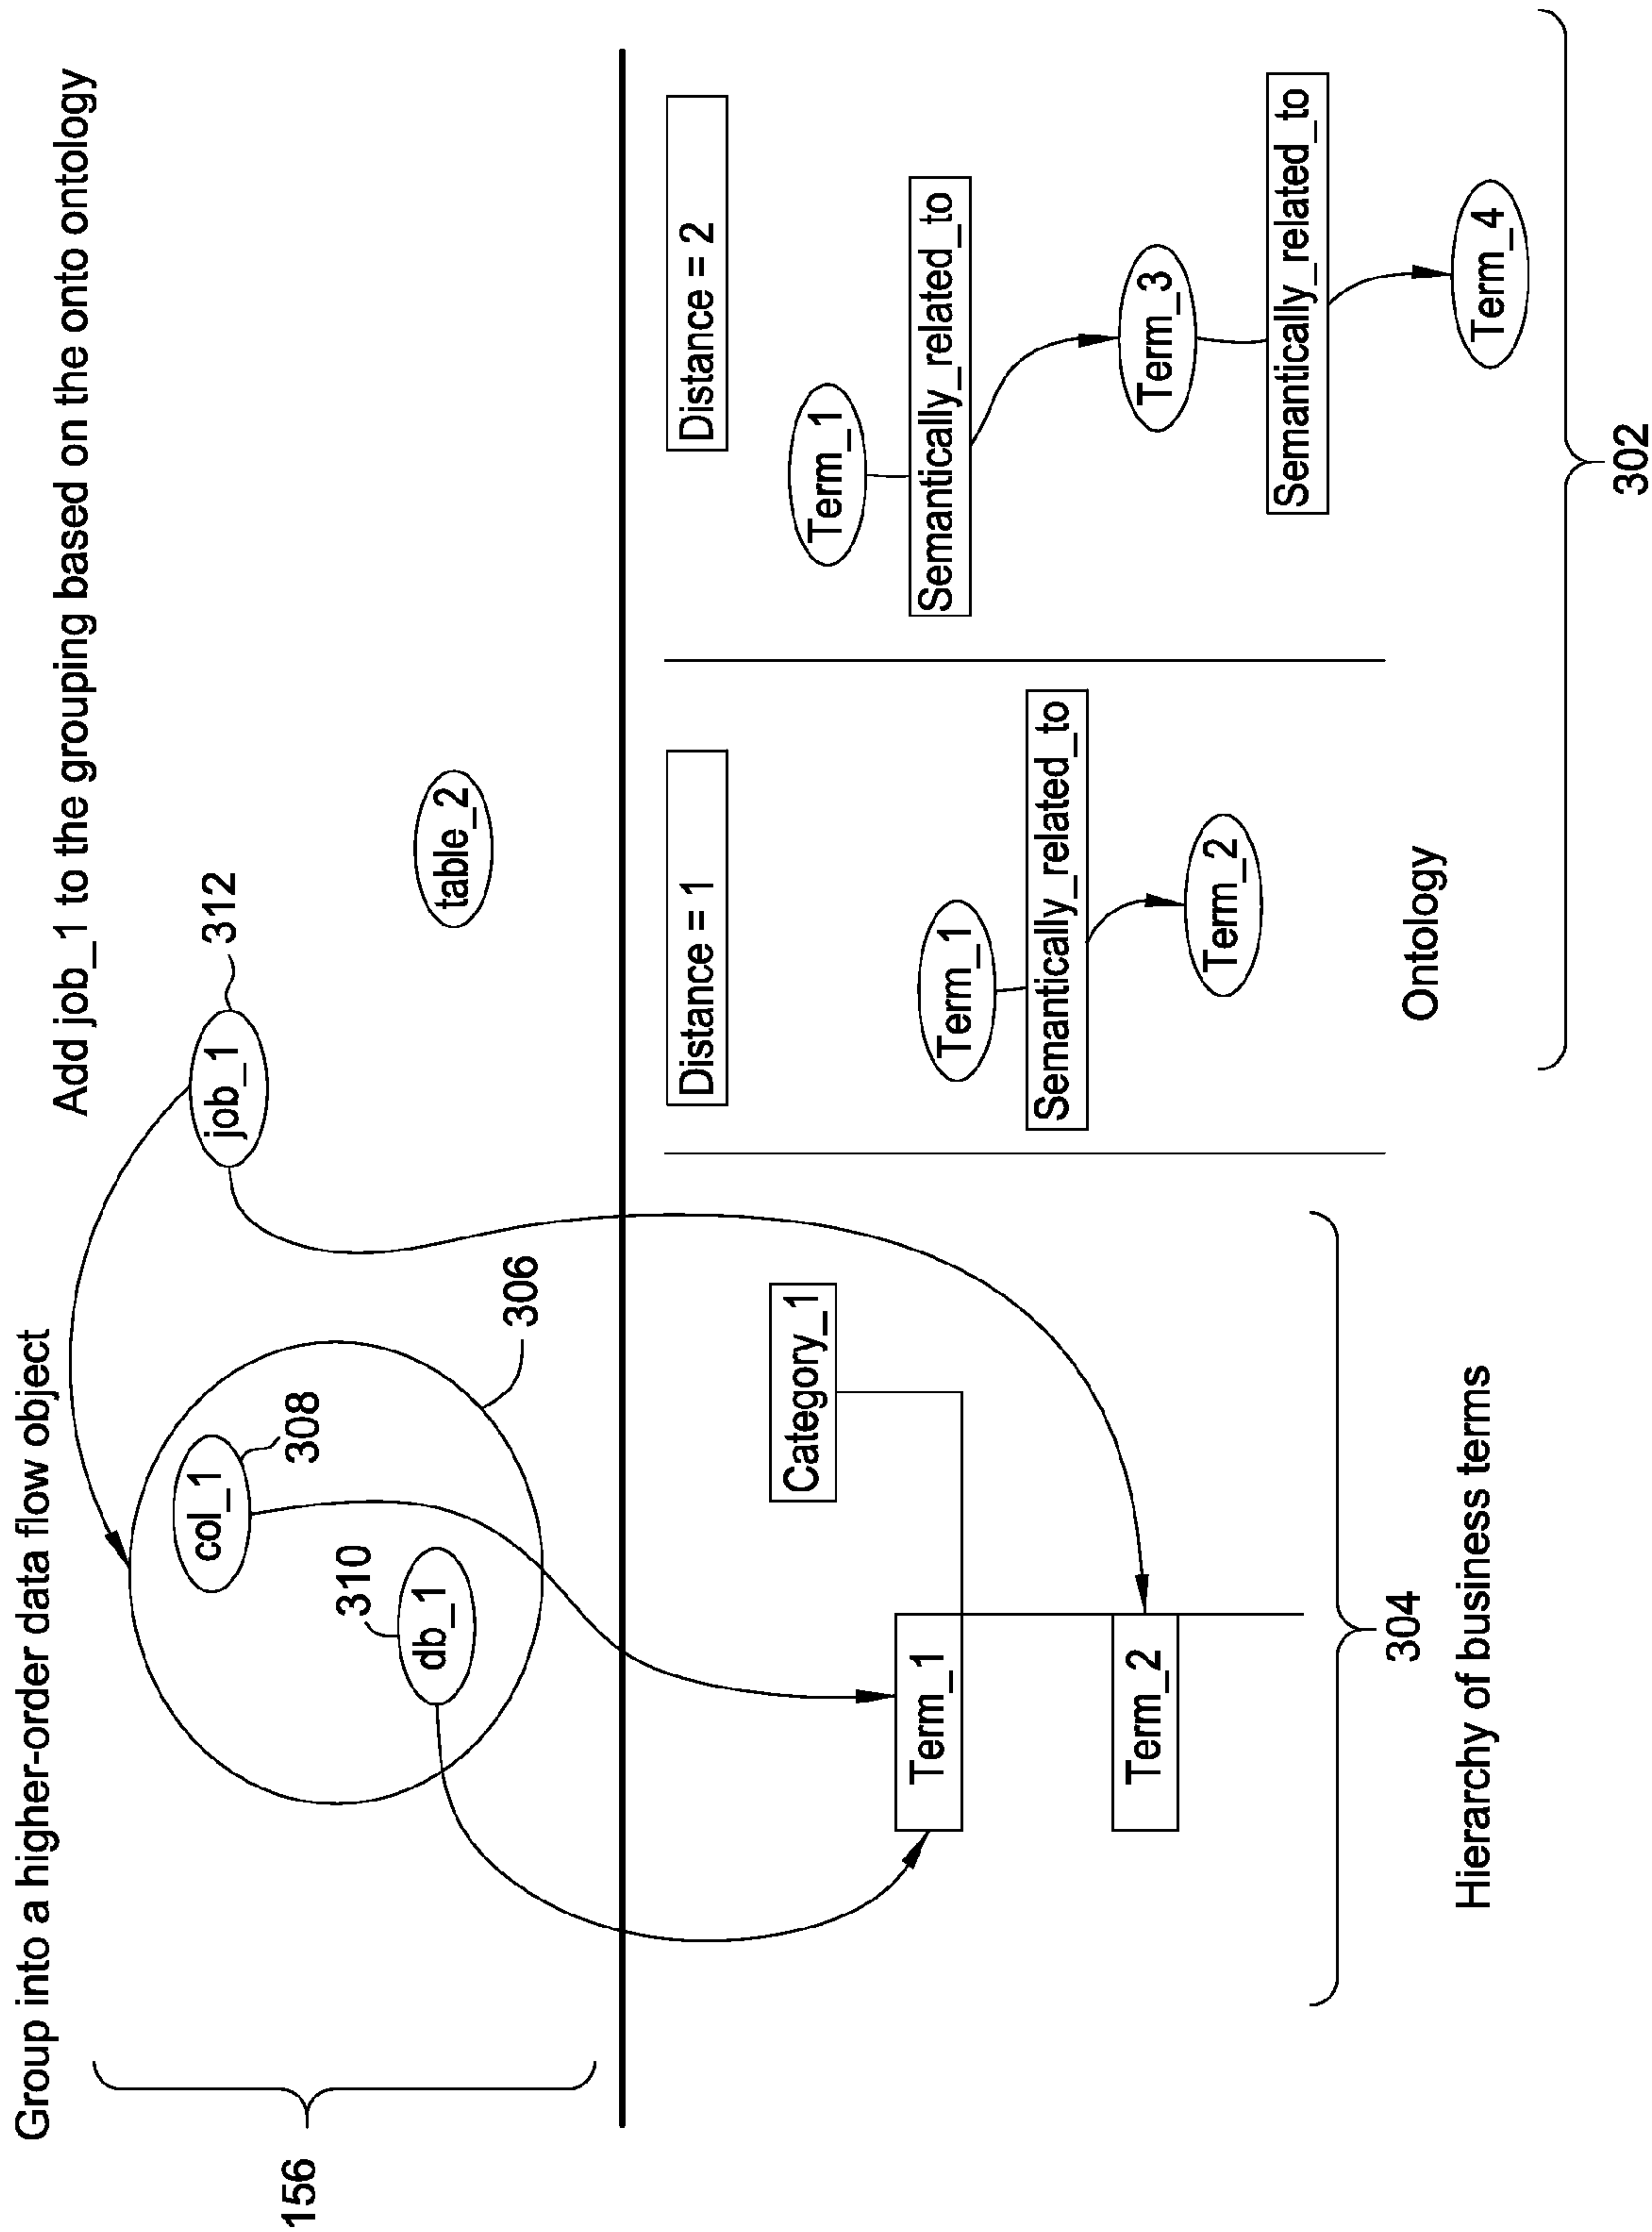 Group into a higher-order data flow object
Add job_1 to the grouping based on the onto ontology
156
col_1
308
310
db_1
306
job_1
312
table_2
Category_1
Term_1
Term_2
304
Hierarchy of business terms
Distance = 1
Term_1
Semantically_related_to
Term_2
Ontology
Distance = 2
Term_1
Semantically_related_to
Term_3
Semantically_related_to
Term_4
302